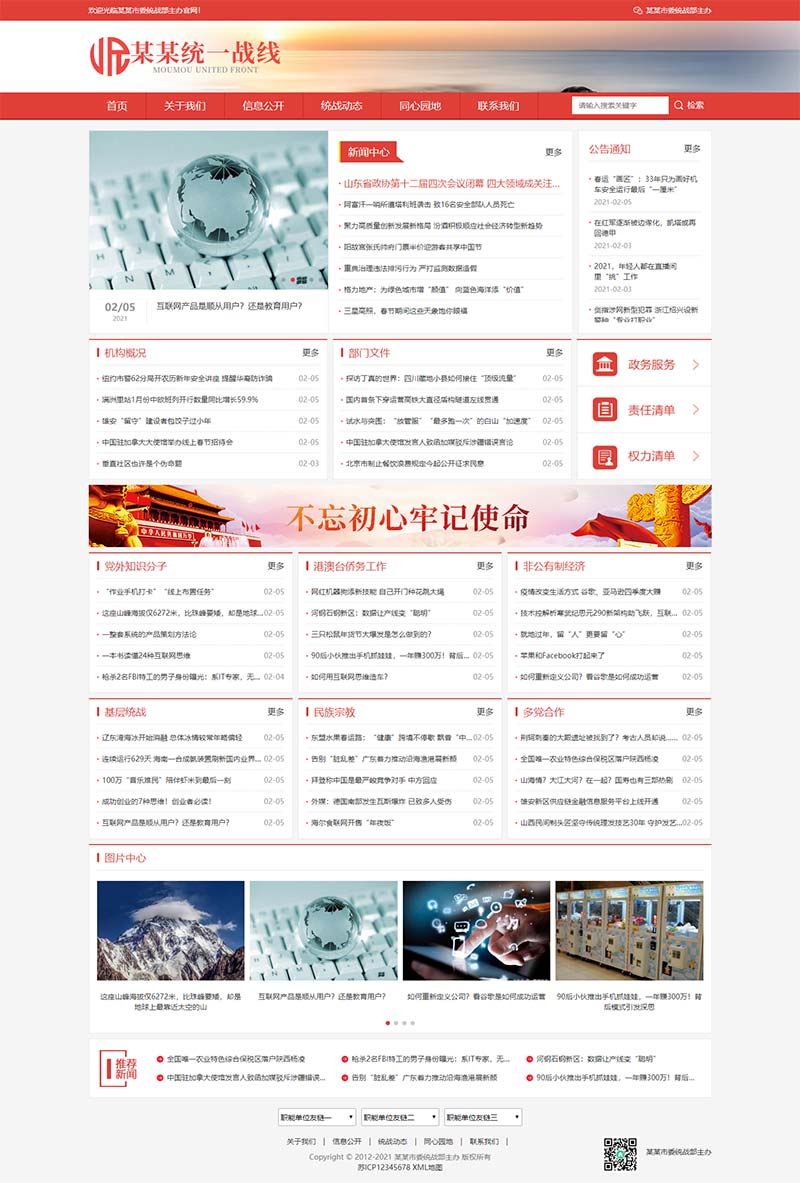 欢迎光临某某市委统战部主办官网！
某某市委统战部主办
某某统一战线
MOUMOU UNITED FRONT
首页 关于我们 信息公开 统战动态 同心园地 联系我们
请输入搜索关键字 检索
02/05
2021
互联网产品是顺从用户？还是教育用户？
新闻中心 更多
山东省政协第十二届四次会议闭幕 四大领域成关注...
阿富汗一哨所遭塔利班袭击 致16名安全部队人员死亡
聚力高质量创新发展新格局 汾酒积极顺应社会经济转型新趋势
阳故宫张氏帅府门票半价迎游客共享中国节
重典治理违法排污行为 严打监测数据造假
格力地产：为绿色城市增“颜值” 向蓝色海洋添“价值”
三星高照，春节期间这些天象饱你眼福
公告通知 更多
春运“画匠”：33年只为画好机
车安全运行最后“一厘米”
2021-02-05
在红军逐渐被边缘化，凯塔或再
回德甲
2021-02-03
2021，年轻人都在直播间
里“挑”工作
2021-02-03
剑指涉网新型犯罪 浙江绍兴设新
机构概况 更多
纽约市警62分局开农历新年安全讲座 提醒华裔防诈骗 02-05
满洲里站1月份中欧班列开行数量同比增长59.9% 02-05
雄安“留守”建设者包饺子过小年 02-05
中国驻加拿大大使馆举办线上春节招待会 02-05
垂直社区也许是个伪命题 02-03
部门文件 更多
探访丁真的世界：四川藏地小县如何接住“顶级流量” 02-05
国内首条下穿运营高铁大直径盾构隧道左线贯通 02-05
试水与突围：“放管服”“最多跑一次”的白山“加速度” 02-05
中国驻加拿大使馆发言人致函加媒驳斥涉疆错误言论 02-05
北京市制止餐饮浪费规定今起公开征求民意 02-05
政务服务
责任清单
权力清单
不忘初心牢记使命
党外知识分子 更多
“作业手机打卡”“线上布置任务” 02-05
这座山峰海拔仅6272米，比珠峰要矮，却是地球... 02-05
一整套系统的产品策划方法论 02-05
一本书读懂24种互联网思维 02-05
枪杀2名FBI特工的男子身份曝光：系IT专家，无... 02-04
港澳台侨务工作 更多
网红机器狗添新技能 自己开门种花跳大绳 02-05
河钢石钢新区：数据让产线变“聪明” 02-05
三只松鼠年货节大爆发是怎么做到的？ 02-05
90后小伙推出手机抓娃娃，一年赚300万！背后... 02-05
如何用互联网思维造车？ 02-05
非公有制经济 更多
疫情改变生活方式 谷歌、亚马逊四季度大赚 02-05
技术控解析寒武纪思元290新架构与飞跃，互联... 02-05
就地过年，留“人”更要留“心” 02-05
苹果和Facebook打起来了 02-05
如何重新定义公司？看谷歌是如何成功运营 02-05
基层统战 更多
辽东湾海冰开始消融 总体冰情较常年略偏轻 02-05
连续运行629天 海南一合成氨装置刷新国内业界... 02-05
100万“音乐难民”陪伴虾米到最后一刻 02-05
成功创业的7种思维！创业者必读！ 02-05
互联网产品是顺从用户？还是教育用户？ 02-05
民族宗教 更多
东盟水果春运路：“健康”跨境不停歇 飘香“中... 02-05
告别“脏乱差”广东着力推动沿海渔港展新颜 02-05
拜登称中国是最严峻竞争对手 中方回应 02-05
外媒：德国南部发生瓦斯爆炸 已致多人受伤 02-05
海尔食联网开售“年夜饭” 02-05
多党合作 更多
荆轲刺秦的大殿遗址被找到了？考古人员却说...... 02-05
全国唯一农业特色综合保税区落户陕西杨凌 02-05
山海情？大江大河？在一起？国寿也有三部热剧 02-05
雄安新区供应链金融信息服务平台上线开通 02-05
山西民间剃头匠坚守传统理发技艺30年 守护发艺... 02-05
图片中心
这座山峰海拔仅6272米，比珠峰要矮，却是
地球上最靠近太空的山
互联网产品是顺从用户？还是教育用户？
如何重新定义公司？看谷歌是如何成功运营
90后小伙推出手机抓娃娃，一年赚300万！背
后模式引发深思
推荐
新闻
全国唯一农业特色综合保税区落户陕西杨凌
枪杀2名FBI特工的男子身份曝光：系IT专家，无...
河钢石钢新区：数据让产线变“聪明”
中国驻加拿大使馆发言人致函加媒驳斥涉疆错误...
告别“脏乱差”广东着力推动沿海渔港展新颜
90后小伙推出手机抓娃娃，一年赚300万！背后...
职能单位友链一 职能单位友链二 职能单位友链三
关于我们 | 信息公开 | 统战动态 | 同心园地 | 联系我们 |
Copyright © 2012-2021 某某市委统战部主办 版权所有
苏ICP12345678 XML地图
某某市委统战部主办